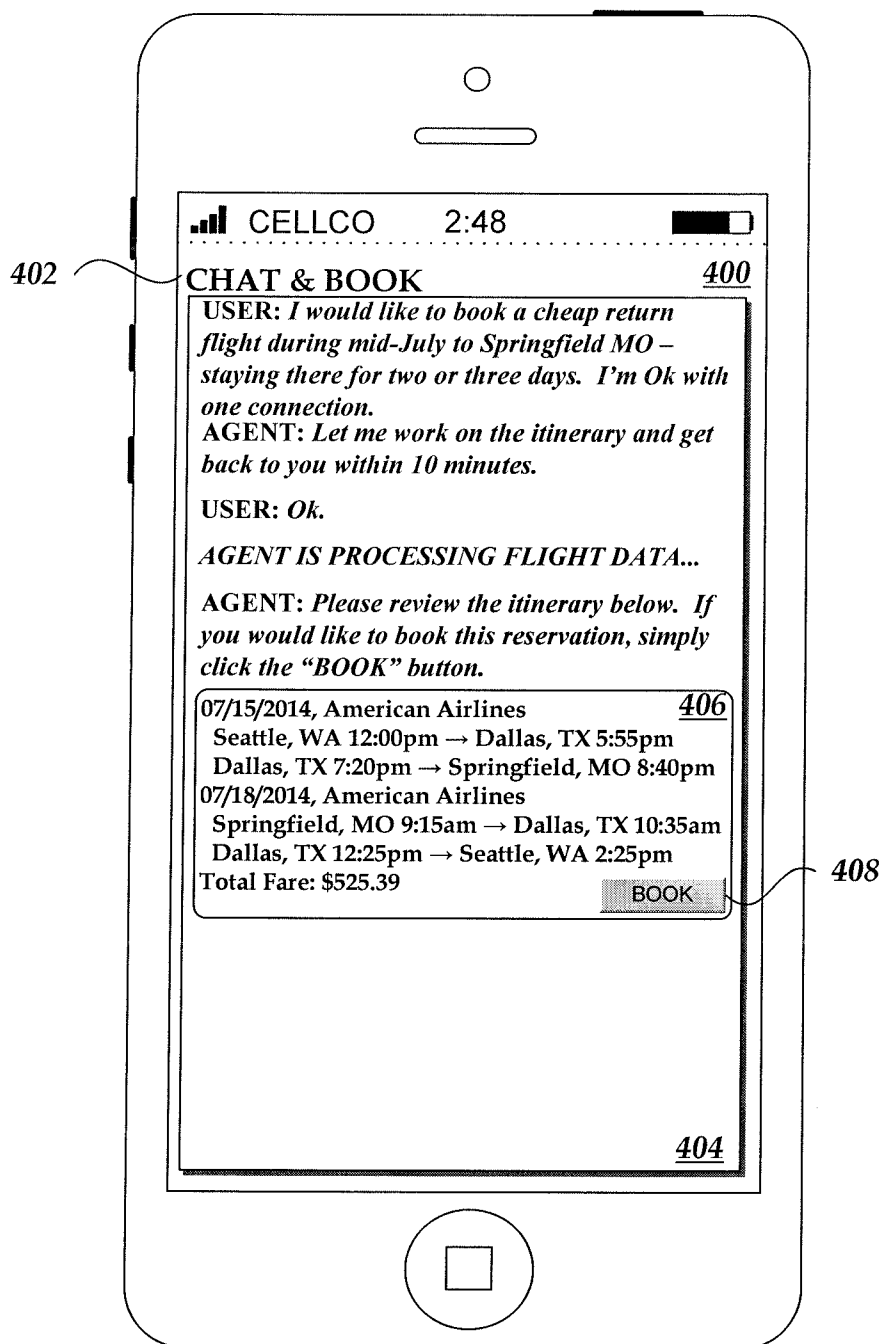 CELLCO 2:48
402
CHAT & BOOK 400
USER: I would like to book a cheap return
flight during mid-July to Springfield MO –
staying there for two or three days. I'm Ok with
one connection.
AGENT: Let me work on the itinerary and get
back to you within 10 minutes.
USER: Ok.
AGENT IS PROCESSING FLIGHT DATA...
AGENT: Please review the itinerary below. If
you would like to book this reservation, simply
click the “BOOK” button.
07/15/2014, American Airlines 406
Seattle, WA 12:00pm → Dallas, TX 5:55pm
Dallas, TX 7:20pm → Springfield, MO 8:40pm
07/18/2014, American Airlines
Springfield, MO 9:15am → Dallas, TX 10:35am
Dallas, TX 12:25pm → Seattle, WA 2:25pm
Total Fare: $525.39
BOOK
408
404